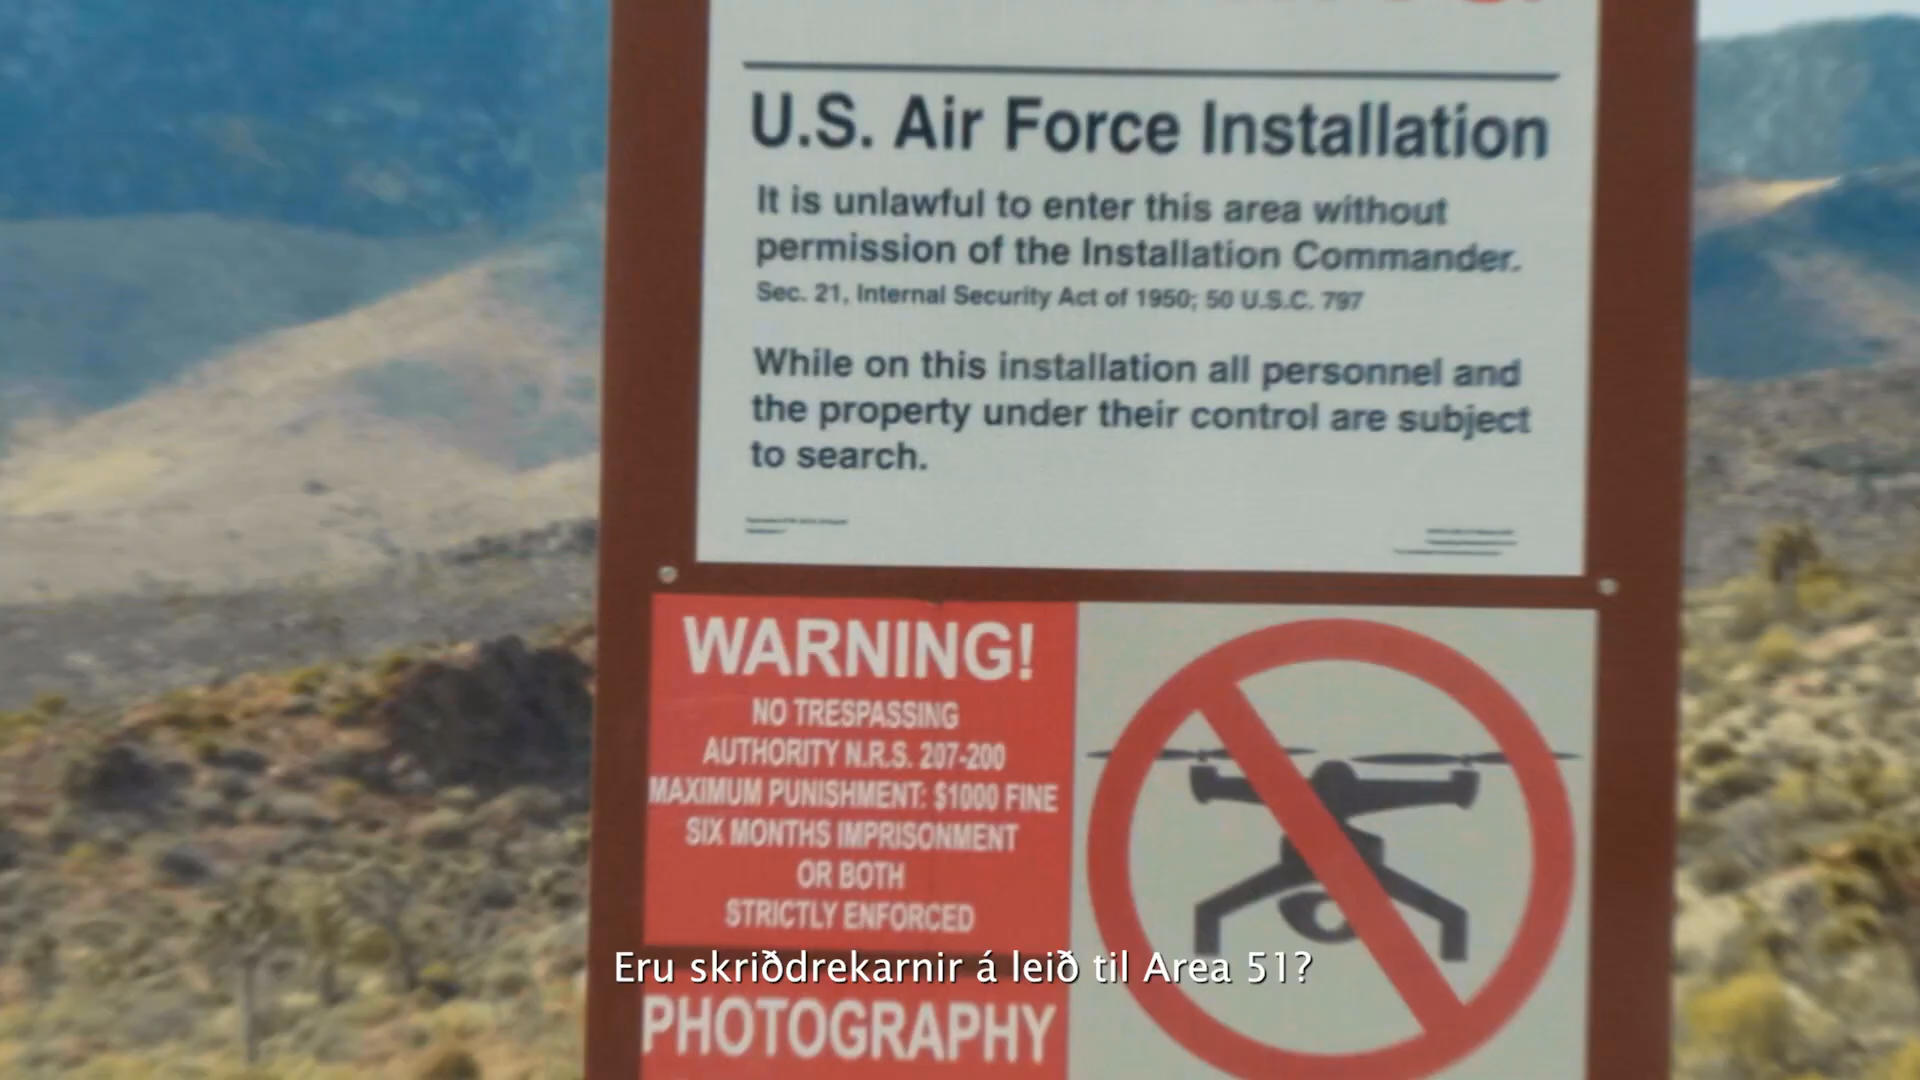 U.S. Air Force Installation
It is unlawful to enter this area without
permission of the Installation Commander.
Sec. 21, Internal Security Act of 1950; 50 U.S.C. 797
While on this installation all personnel and
the property under their control are subject
to search.
WARNING!
NO TRESPASSING
AUTHORITY N.R.S. 207-200
MAXIMUM PUNISHMENT: $1000 FINE
SIX MONTHS IMPRISONMENT
OR BOTH
STRICTLY ENFORCED
Eru skriðdrekarnir á leið til Area 51?
PHOTOGRAPHY